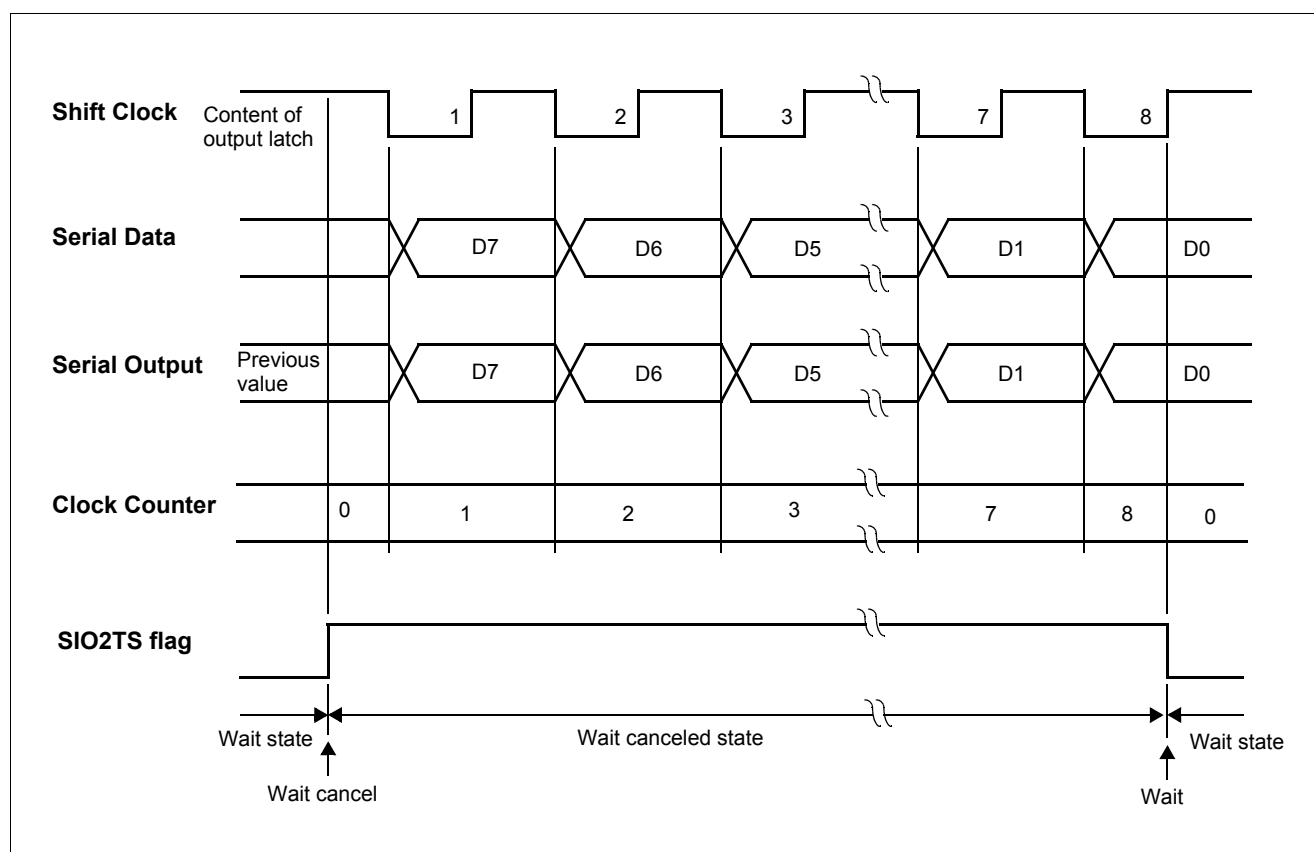 Shift Clock
Content of
output latch
1
2
3
7
8
Serial Data
D7
D6
D5
D1
D0
Serial Output
Previous
value
D7
D6
D5
D1
D0
Clock Counter
0
1
2
3
7
8
0
SIO2TS flag
Wait state
Wait canceled state
Wait state
Wait cancel
Wait